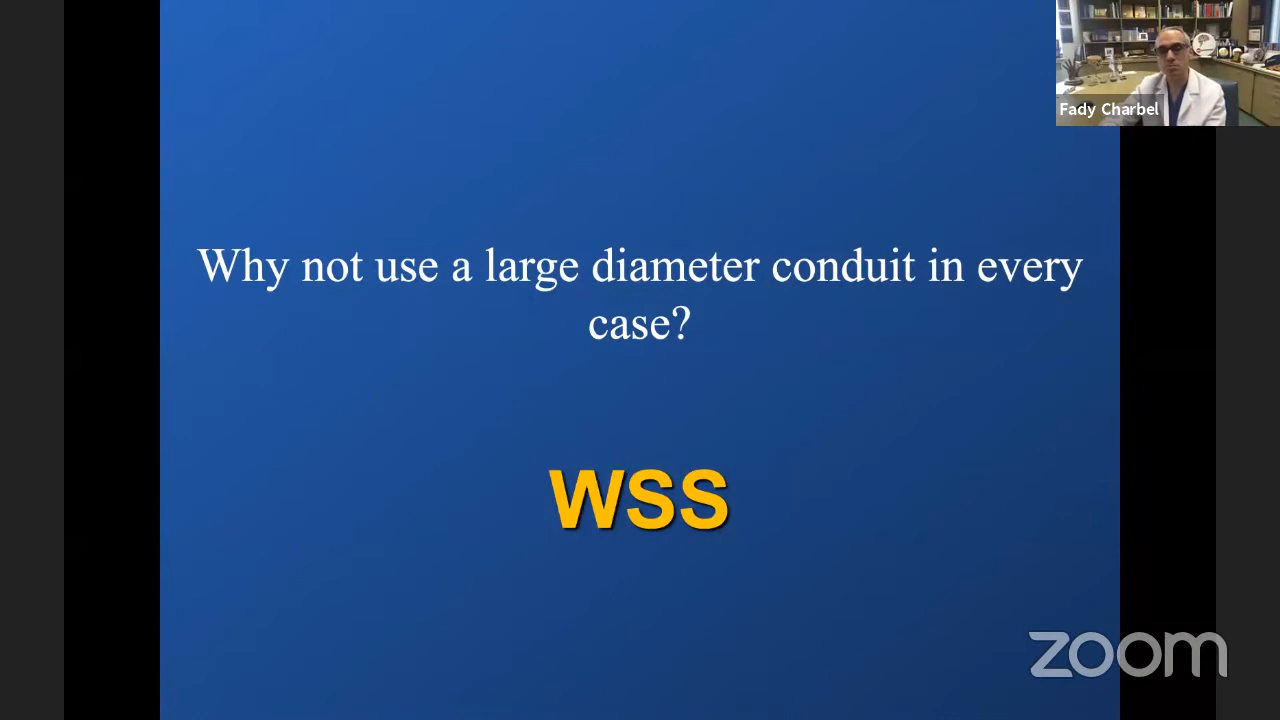 Fady Charbel
Why not use a large diameter conduit in every
case?
WSS
zoom